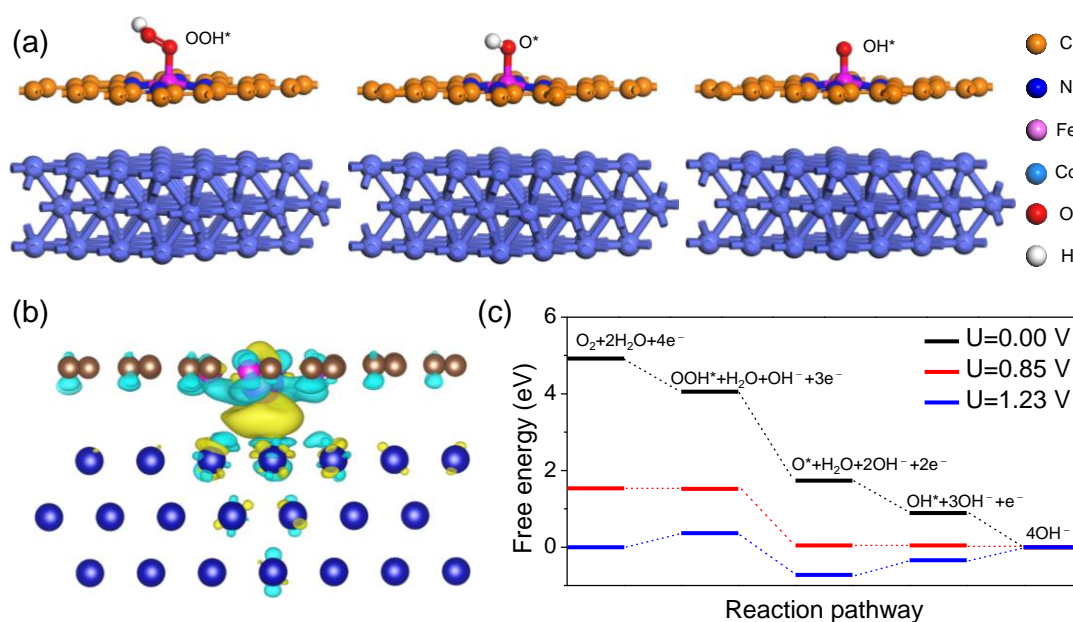 (a)
OOH*
O*
OH*
C
N
Fe
Co
O
H
(b)
(c)
Free energy (eV)
6
4
2
0
O₂+2H₂O+4e⁻
OOH*+H₂O+OH⁻+3e⁻
O*+H₂O+2OH⁻+2e⁻
OH*+3OH⁻+e⁻
4OH⁻
U=0.00 V
U=0.85 V
U=1.23 V
Reaction pathway